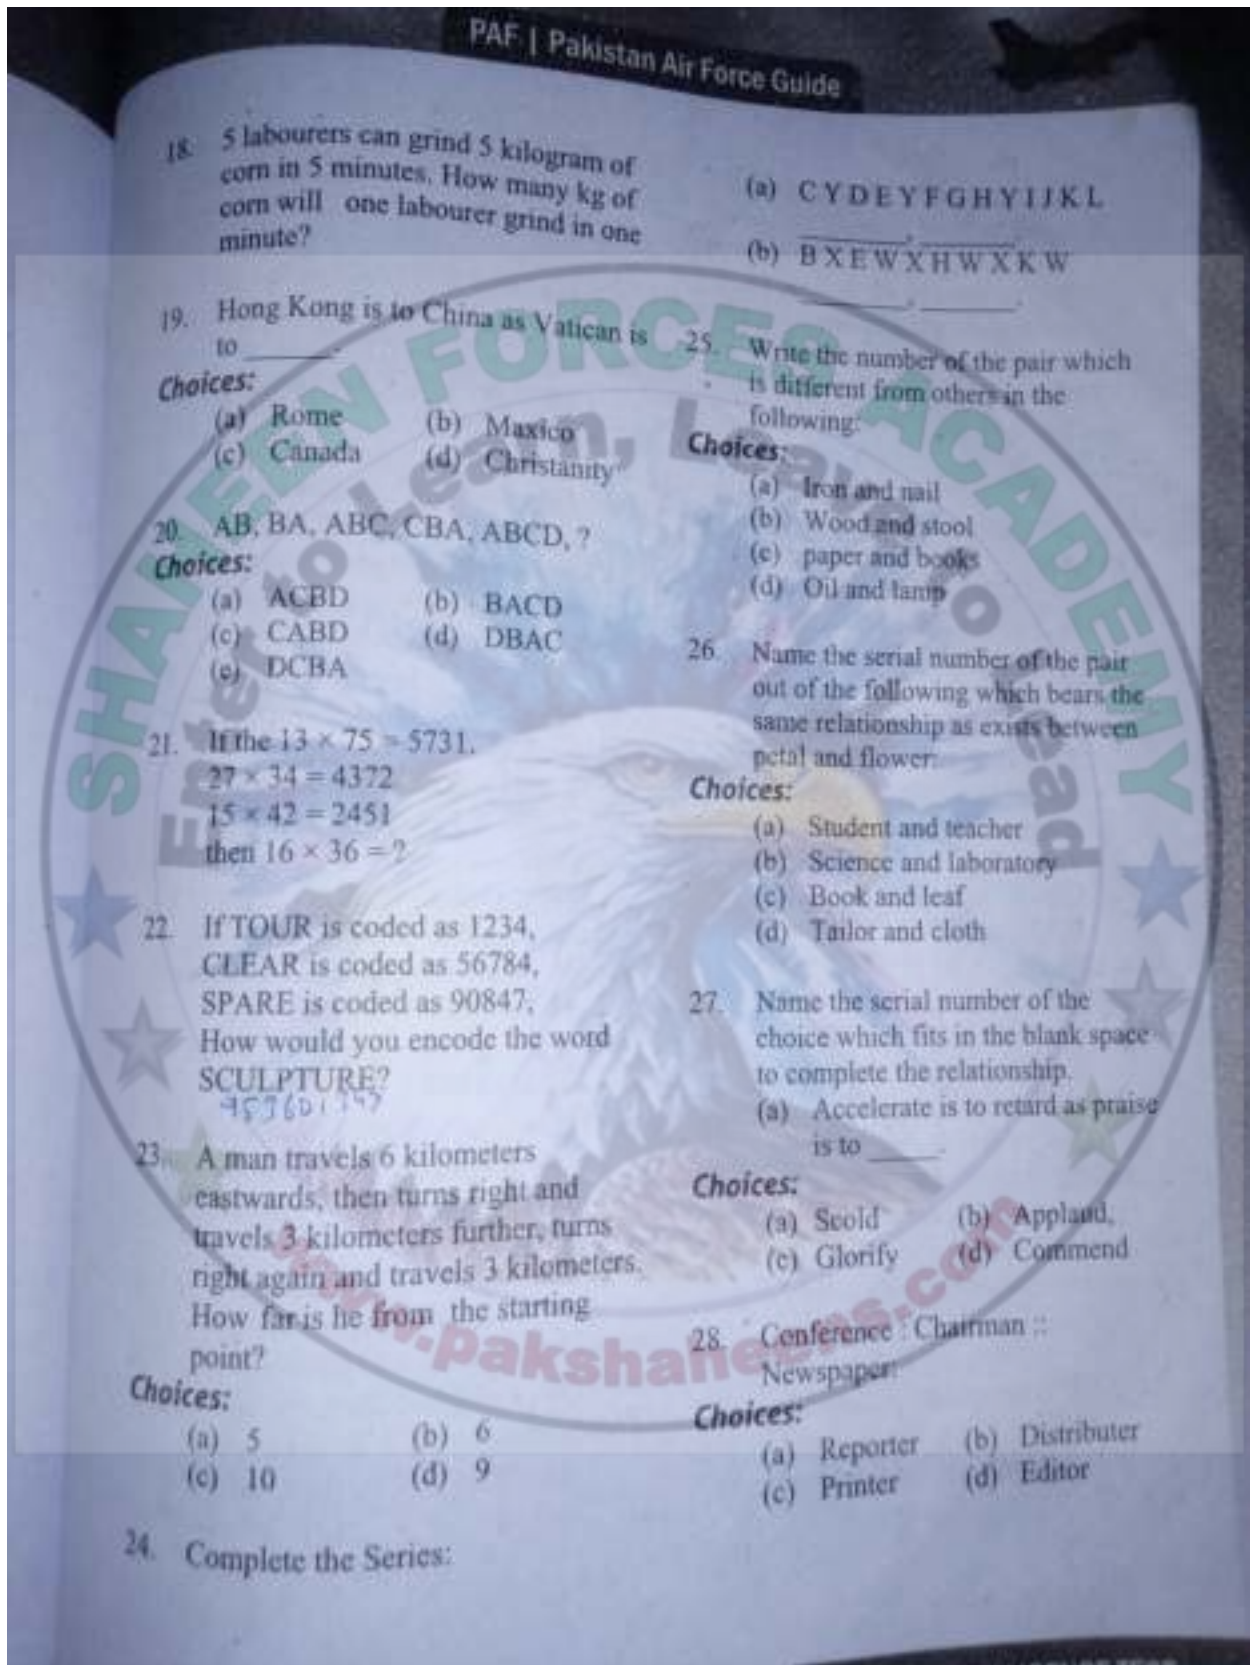 PAF | Pakistan Air Force Guide
18. 5 labourers can grind 5 kilogram of
corn in 5 minutes. How many kg of
corn will one labourer grind in one
minute?
19. Hong Kong is to China as Vatican is
to ______.
Choices:
(a) Rome (b) Maxico
(c) Canada (d) Christanity
20. AB, BA, ABC, CBA, ABCD, ?
Choices:
(a) ACBD (b) BACD
(c) CABD (d) DBAC
(e) DCBA
21. If the 13 × 75 = 5731,
27 × 34 = 4372
15 × 42 = 2451
then 16 × 36 = ?
22. If TOUR is coded as 1234,
CLEAR is coded as 56784,
SPARE is coded as 90847,
How would you encode the word
SCULPTURE?
23. A man travels 6 kilometers
eastwards, then turns right and
travels 3 kilometers further, turns
right again and travels 3 kilometers.
How far is he from the starting
point?
Choices:
(a) 5 (b) 6
(c) 10 (d) 9
24. Complete the Series:
(a) C Y D E Y F G H Y I J K L
______, ______.
(b) B X E W X H W X K W
______, ______.
25. Write the number of the pair which
is different from others in the
following:
Choices:
(a) Iron and nail
(b) Wood and stool
(c) paper and books
(d) Oil and lamp
26. Name the serial number of the pair
out of the following which bears the
same relationship as exists between
petal and flower:
Choices:
(a) Student and teacher
(b) Science and laboratory
(c) Book and leaf
(d) Tailor and cloth
27. Name the serial number of the
choice which fits in the blank space
to complete the relationship.
(a) Accelerate is to retard as praise
is to _____.
Choices:
(a) Scold (b) Applaud,
(c) Glorify (d) Commend
28. Conference : Chairman ::
Newspaper:
Choices:
(a) Reporter (b) Distributer
(c) Printer (d) Editor
SHAHEEN FORCES ACADEMY
Enter to Learn, Leave to Lead
www.pakshaheens.com